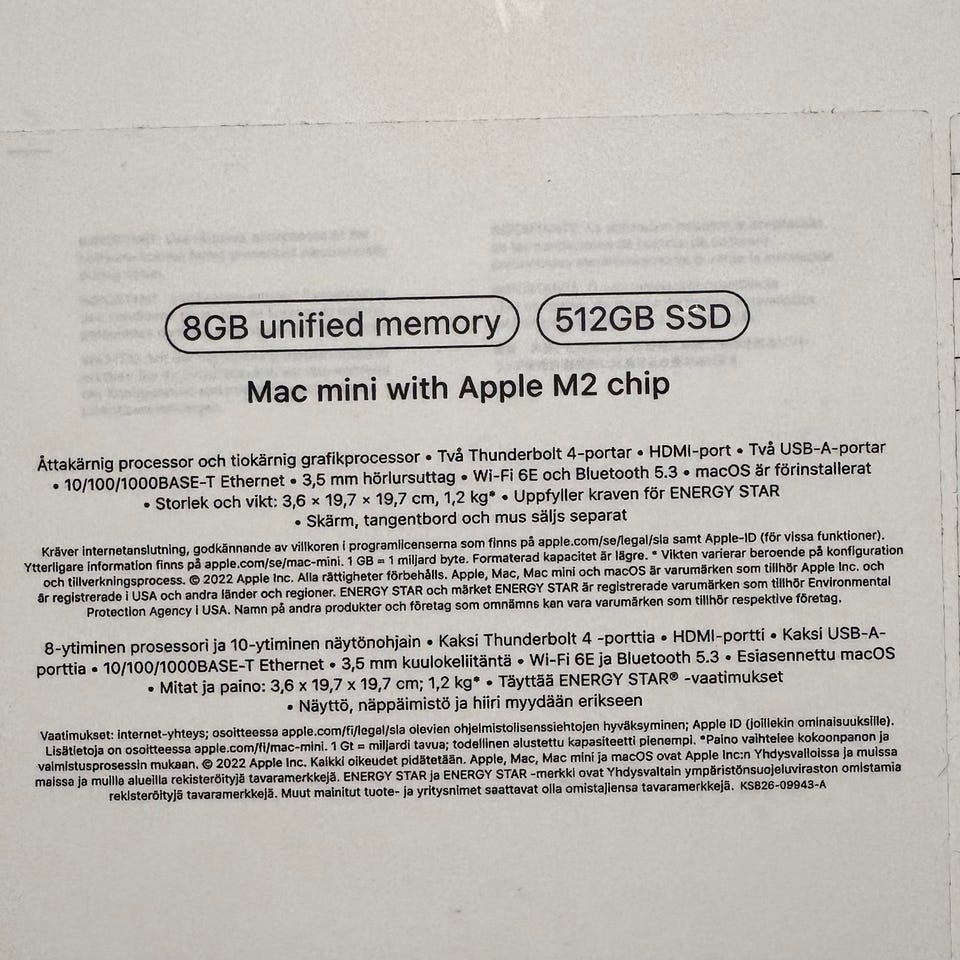 8GB unified memory 512GB SSD
Mac mini with Apple M2 chip
Åttakärnig processor och tiokärnig grafikprocessor • Två Thunderbolt 4-portar • HDMI-port • Två USB-A-portar
• 10/100/1000BASE-T Ethernet • 3,5 mm hörlursuttag • Wi-Fi 6E och Bluetooth 5.3 • macOS är förinstallerat
• Storlek och vikt: 3,6 × 19,7 × 19,7 cm, 1,2 kg* • Uppfyller kraven för ENERGY STAR
• Skärm, tangentbord och mus säljs separat
Kräver internetanslutning, godkännande av villkoren i programlicenserna som finns på apple.com/se/legal/sla samt Apple-ID (för vissa funktioner).
Ytterligare information finns på apple.com/se/mac-mini. 1 GB = 1 miljard byte. Formaterad kapacitet är lägre. * Vikten varierar beroende på konfiguration
och tillverkningsprocess. © 2022 Apple Inc. Alla rättigheter förbehålls. Apple, Mac, Mac mini och macOS är varumärken som tillhör Apple Inc. och
är registrerade i USA och andra länder och regioner. ENERGY STAR och märket ENERGY STAR är registrerade varumärken som tillhör Environmental
Protection Agency i USA. Namn på andra produkter och företag som omnämns kan vara varumärken som tillhör respektive företag.
8-ytiminen prosessori ja 10-ytiminen näytönohjain • Kaksi Thunderbolt 4 -porttia • HDMI-portti • Kaksi USB-A-
porttia • 10/100/1000BASE-T Ethernet • 3,5 mm kuulokeliitäntä • Wi-Fi 6E ja Bluetooth 5.3 • Esiasennettu macOS
• Mitat ja paino: 3,6 x 19,7 x 19,7 cm; 1,2 kg* • Täyttää ENERGY STAR® -vaatimukset
• Näyttö, näppäimistö ja hiiri myydään erikseen
Vaatimukset: internet-yhteys; osoitteessa apple.com/fi/legal/sla olevien ohjelmistolisenssiehtojen hyväksyminen; Apple ID (joillekin ominaisuuksille).
Lisätietoja on osoitteessa apple.com/fi/mac-mini. 1 Gt = miljardi tavua; todellinen alustettu kapasiteetti pienempi. *Paino vaihtelee kokoonpanon ja
valmistusprosessin mukaan. © 2022 Apple Inc. Kaikki oikeudet pidätetään. Apple, Mac, Mac mini ja macOS ovat Apple Inc:n Yhdysvalloissa ja muissa
maissa ja muilla alueilla rekisteröityjä tavaramerkkejä. ENERGY STAR ja ENERGY STAR -merkki ovat Yhdysvaltain ympäristönsuojeluviraston omistamia
rekisteröityjä tavaramerkkejä. Muut mainitut tuote- ja yritysnimet saattavat olla omistajiensa tavaramerkkejä. KS826-09943-A